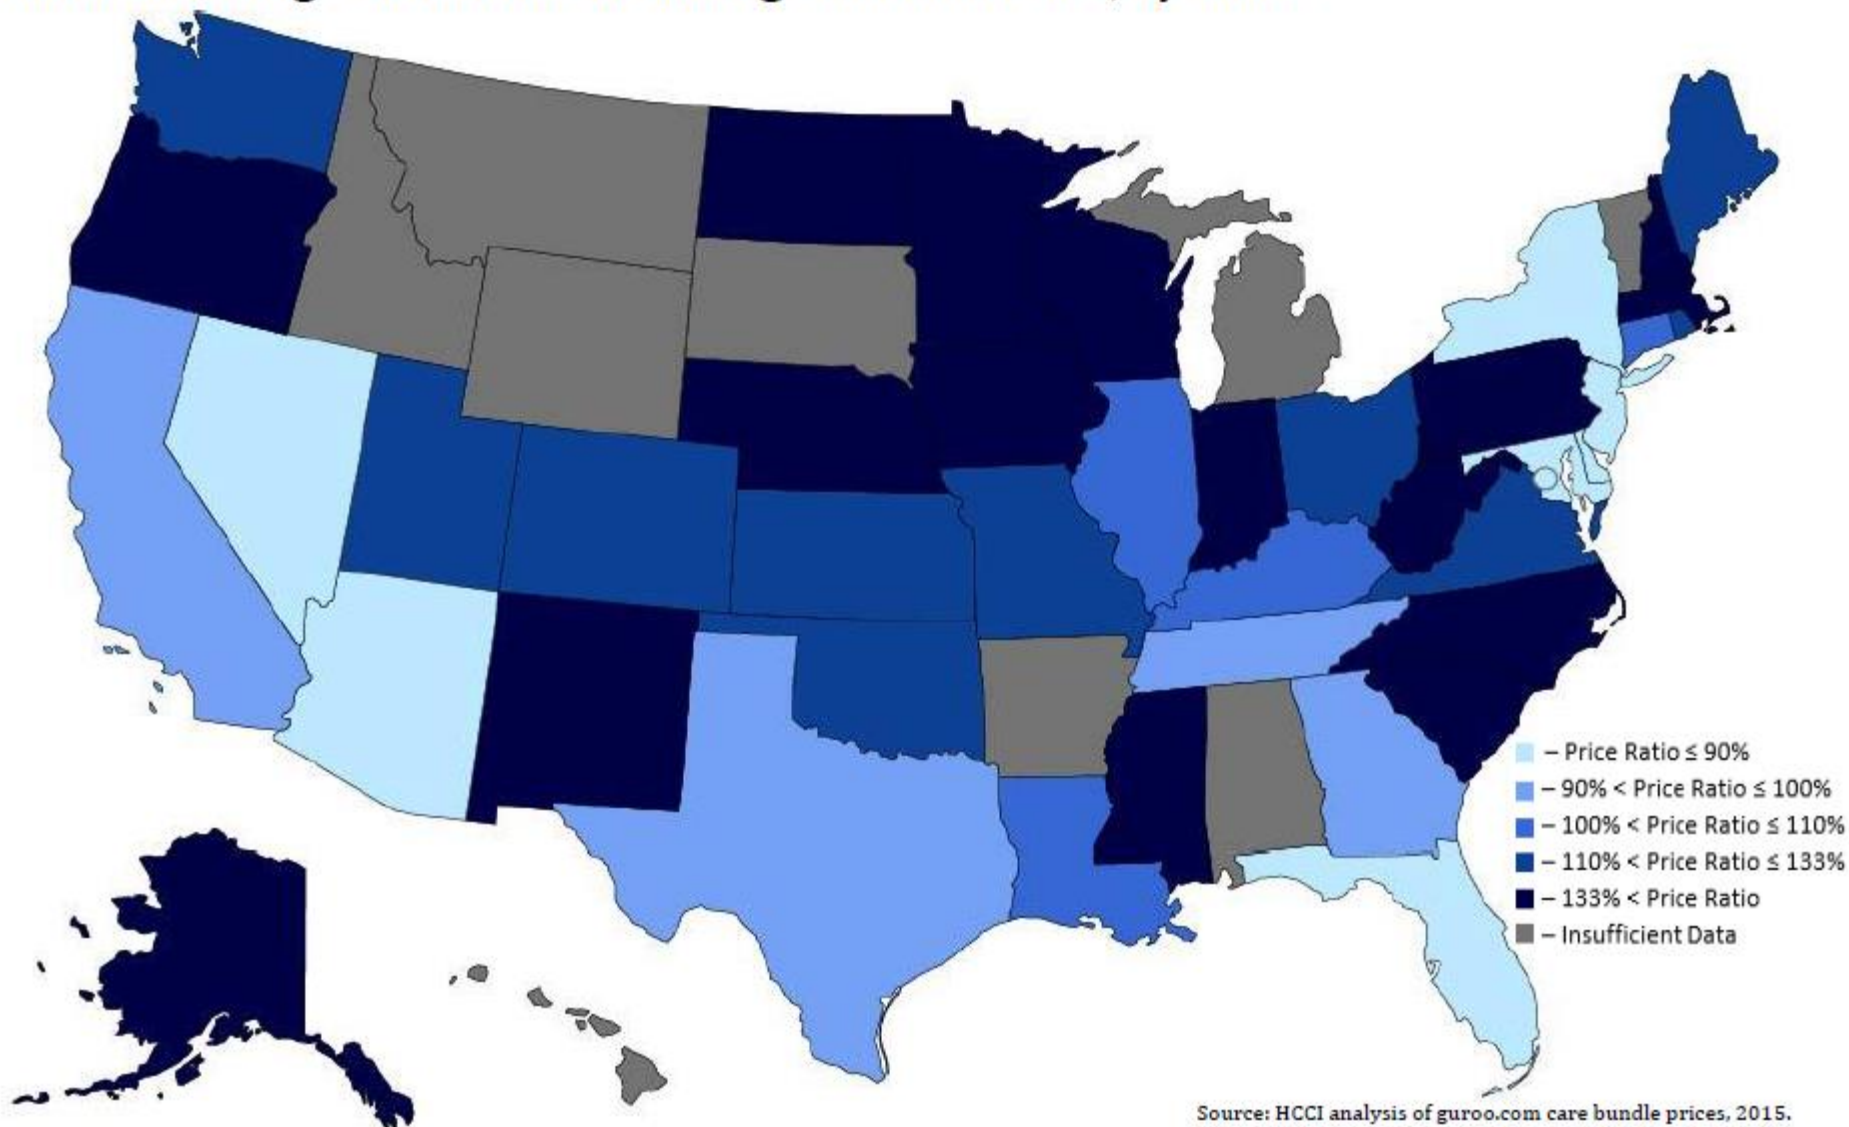 – Price Ratio ≤ 90%
– 90% < Price Ratio ≤ 100%
– 100% < Price Ratio ≤ 110%
– 110% < Price Ratio ≤ 133%
– 133% < Price Ratio
– Insufficient Data
Source: HCCI analysis of guroo.com care bundle prices, 2015.